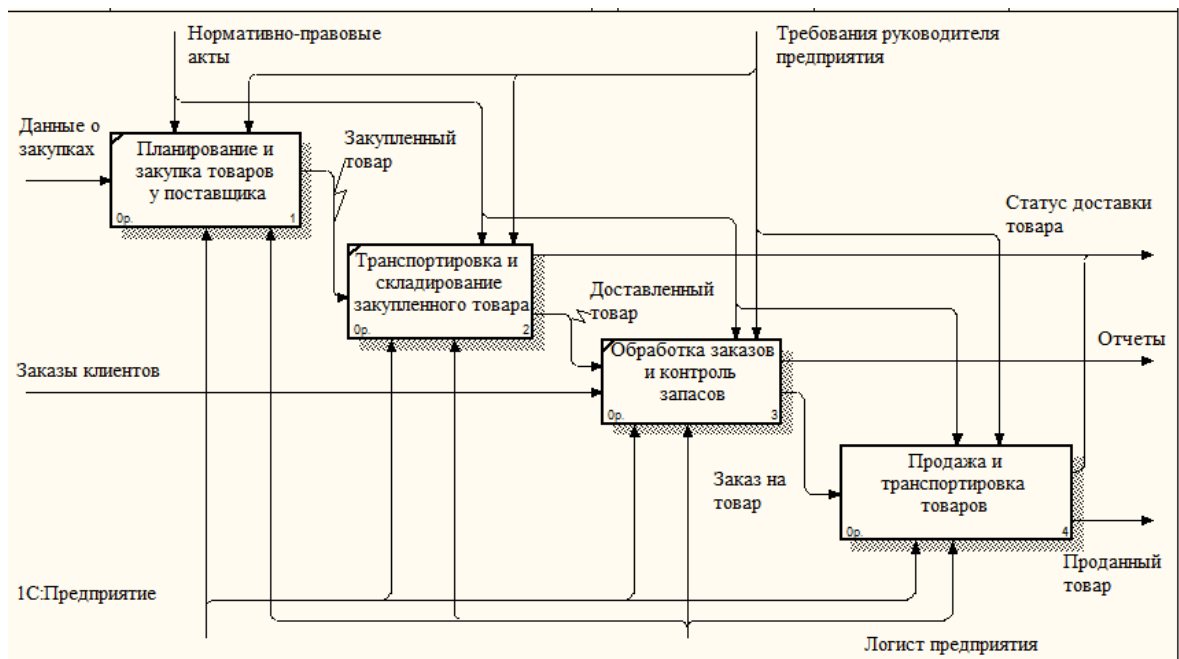 Нормативно-правовые
акты
Требования руководителя
предприятия
Данные о
закупках
Планирование и
закупка товаров
у поставщика
0р.
1
Закупленный
товар
Статус доставки
товара
Транспортировка и
складирование
закупленного товара
0р.
2
Доставленный
товар
Отчеты
Заказы клиентов
Обработка заказов
и контроль
запасов
0р.
3
Заказ на
товар
Продажа и
транспортировка
товаров
0р.
4
Проданный
товар
1С:Предприятие
Логист предприятия